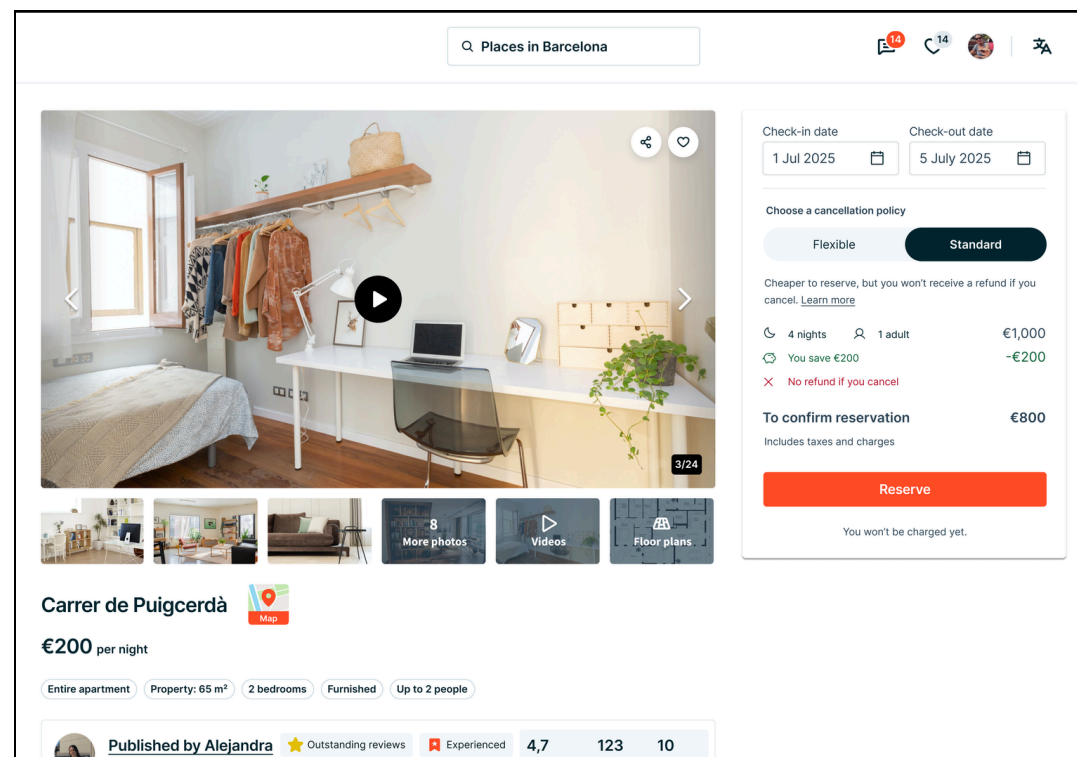 Places in Barcelona
14
14
Check-in date
Check-out date
1 Jul 2025
5 July 2025
Choose a cancellation policy
Flexible
Standard
Cheaper to reserve, but you won't receive a refund if you
cancel. Learn more
4 nights
1 adult
€1,000
You save €200
-€200
No refund if you cancel
To confirm reservation
€800
Includes taxes and charges
Reserve
You won't be charged yet.
3/24
8
More photos
Videos
Floor plans
Carrer de Puigcerdà
Map
€200 per night
Entire apartment
Property: 65 m²
2 bedrooms
Furnished
Up to 2 people
Published by Alejandra
Outstanding reviews
Experienced
4,7
123
10